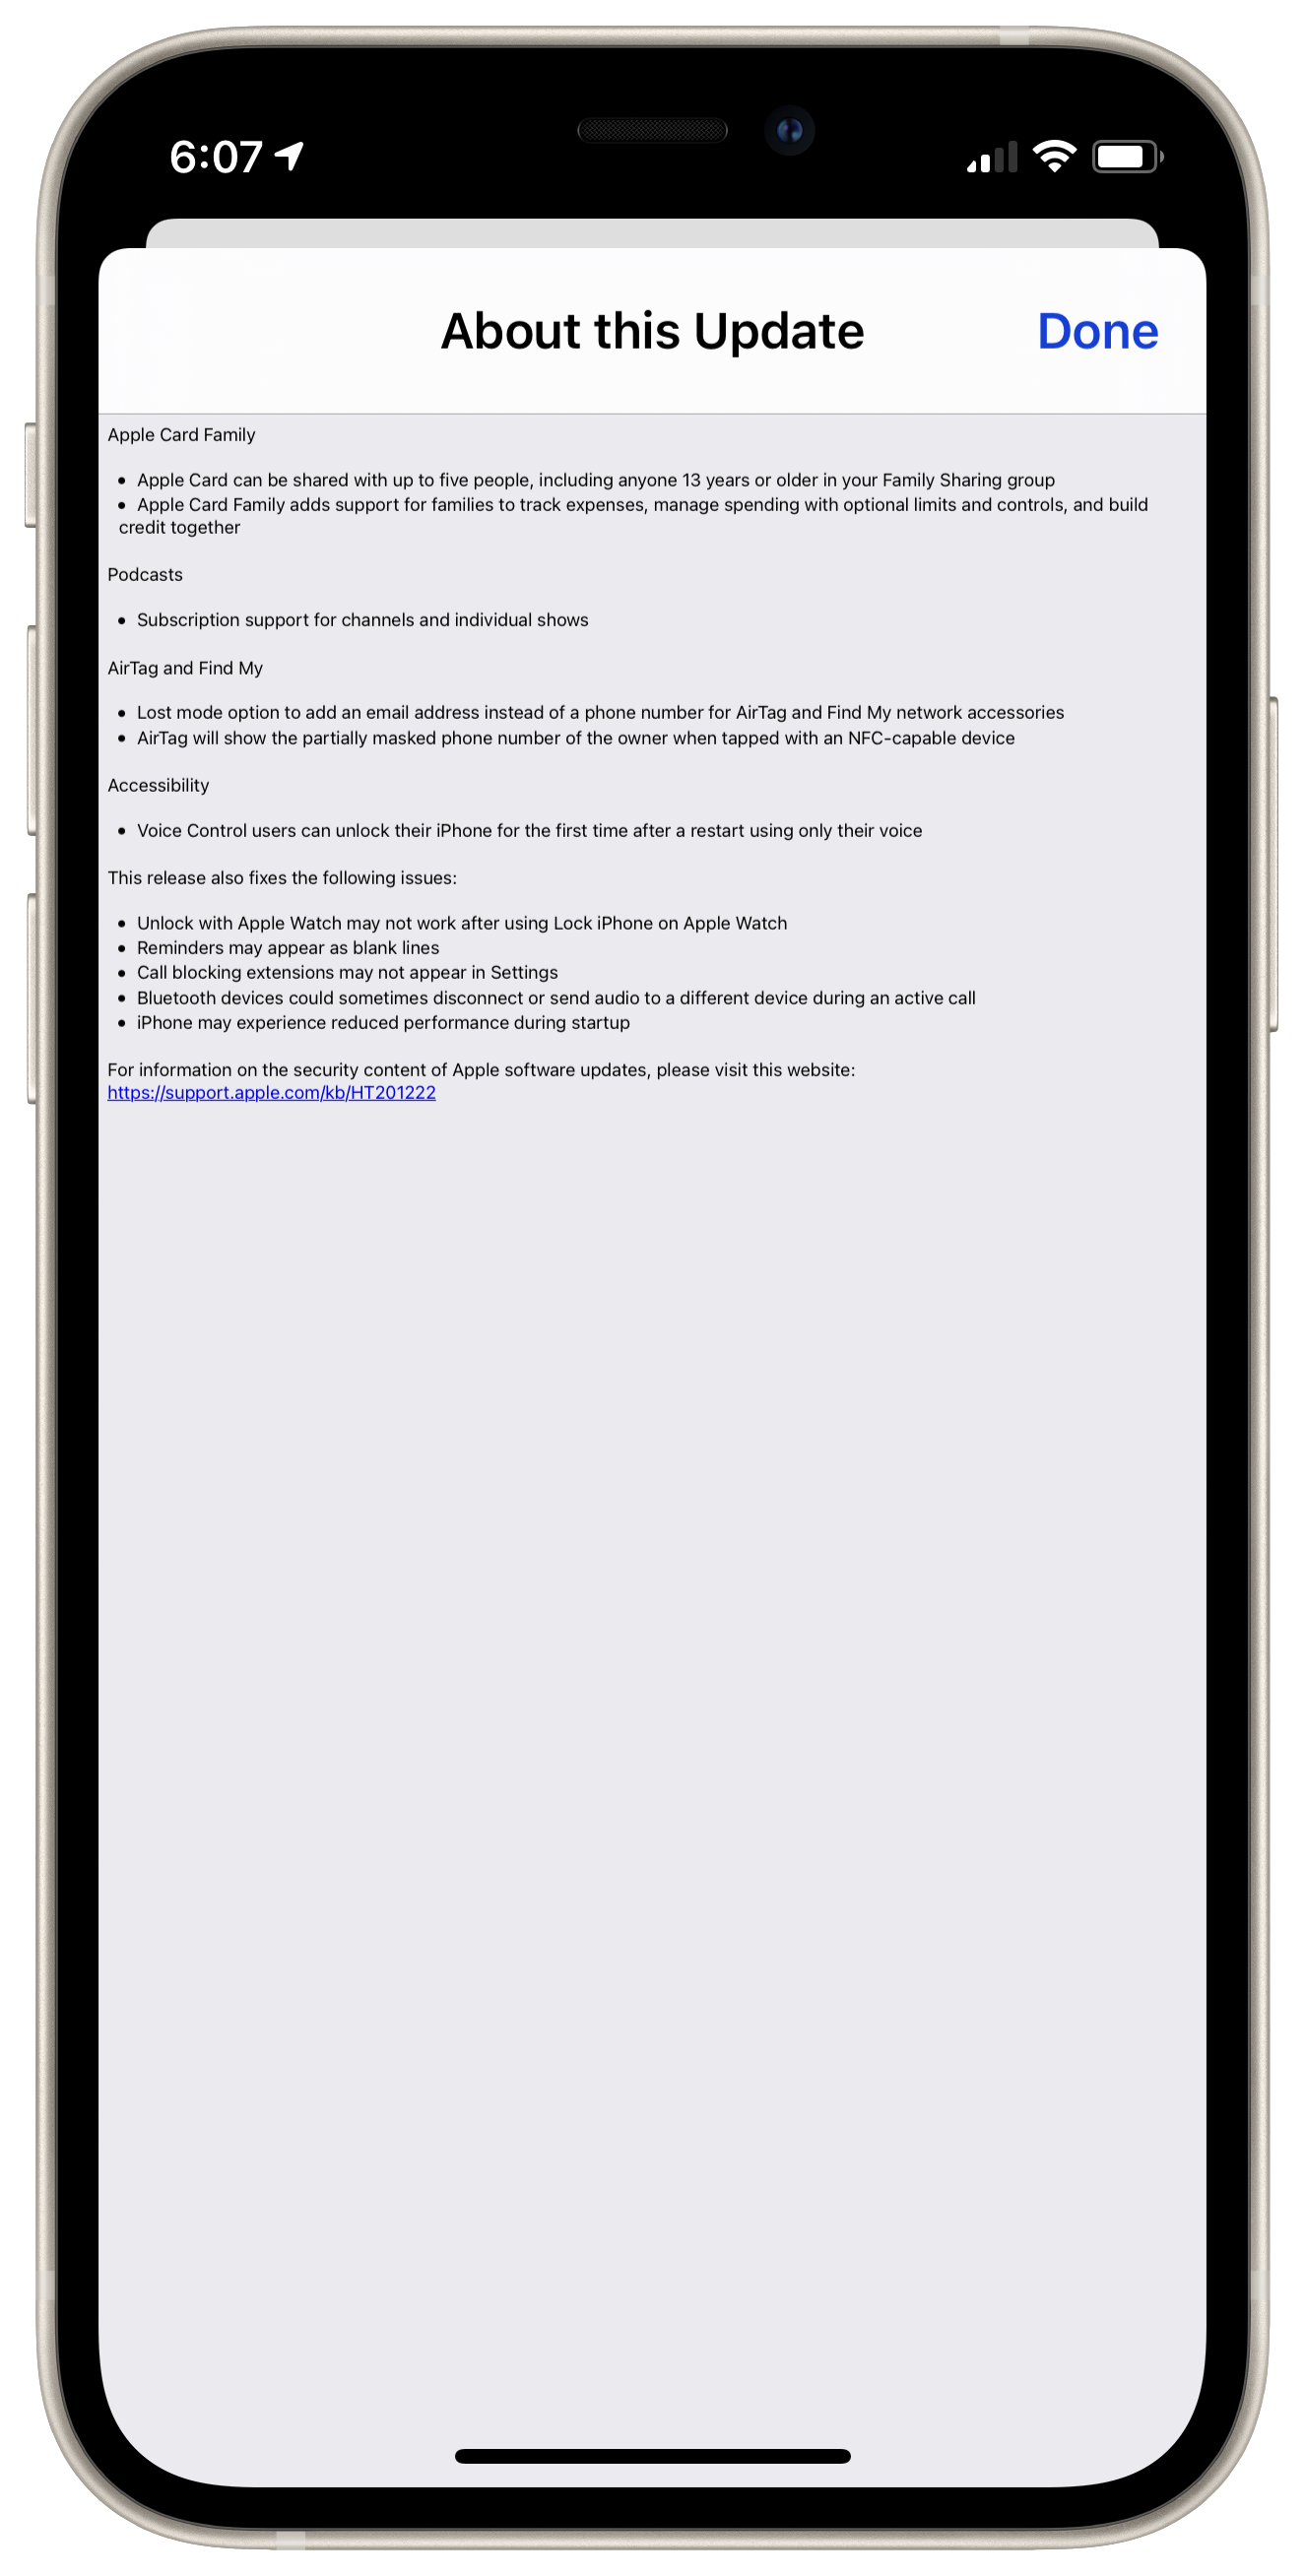 6:07
About this Update
Done
Apple Card Family
• Apple Card can be shared with up to five people, including anyone 13 years or older in your Family Sharing group
• Apple Card Family adds support for families to track expenses, manage spending with optional limits and controls, and build
credit together
Podcasts
• Subscription support for channels and individual shows
AirTag and Find My
• Lost mode option to add an email address instead of a phone number for AirTag and Find My network accessories
• AirTag will show the partially masked phone number of the owner when tapped with an NFC-capable device
Accessibility
• Voice Control users can unlock their iPhone for the first time after a restart using only their voice
This release also fixes the following issues:
• Unlock with Apple Watch may not work after using Lock iPhone on Apple Watch
• Reminders may appear as blank lines
• Call blocking extensions may not appear in Settings
• Bluetooth devices could sometimes disconnect or send audio to a different device during an active call
• iPhone may experience reduced performance during startup
For information on the security content of Apple software updates, please visit this website:
https://support.apple.com/kb/HT201222